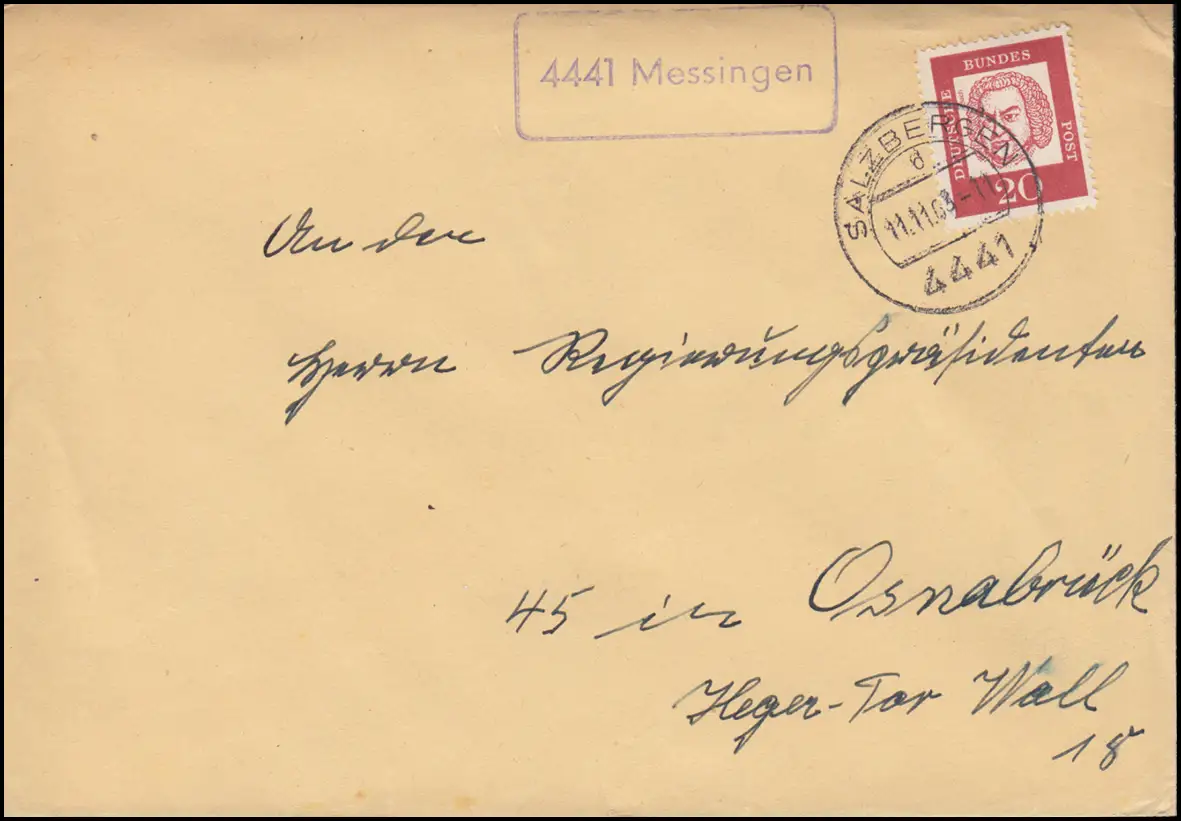 4441 Messingen
DEUTSCHE
BUNDES
POST
20
SALZBERGEN
d
11.11.63-11
4441
An den
Herrn Regierungspräsidenten
45 in Osnabrück
Heger-Tor Wall
18